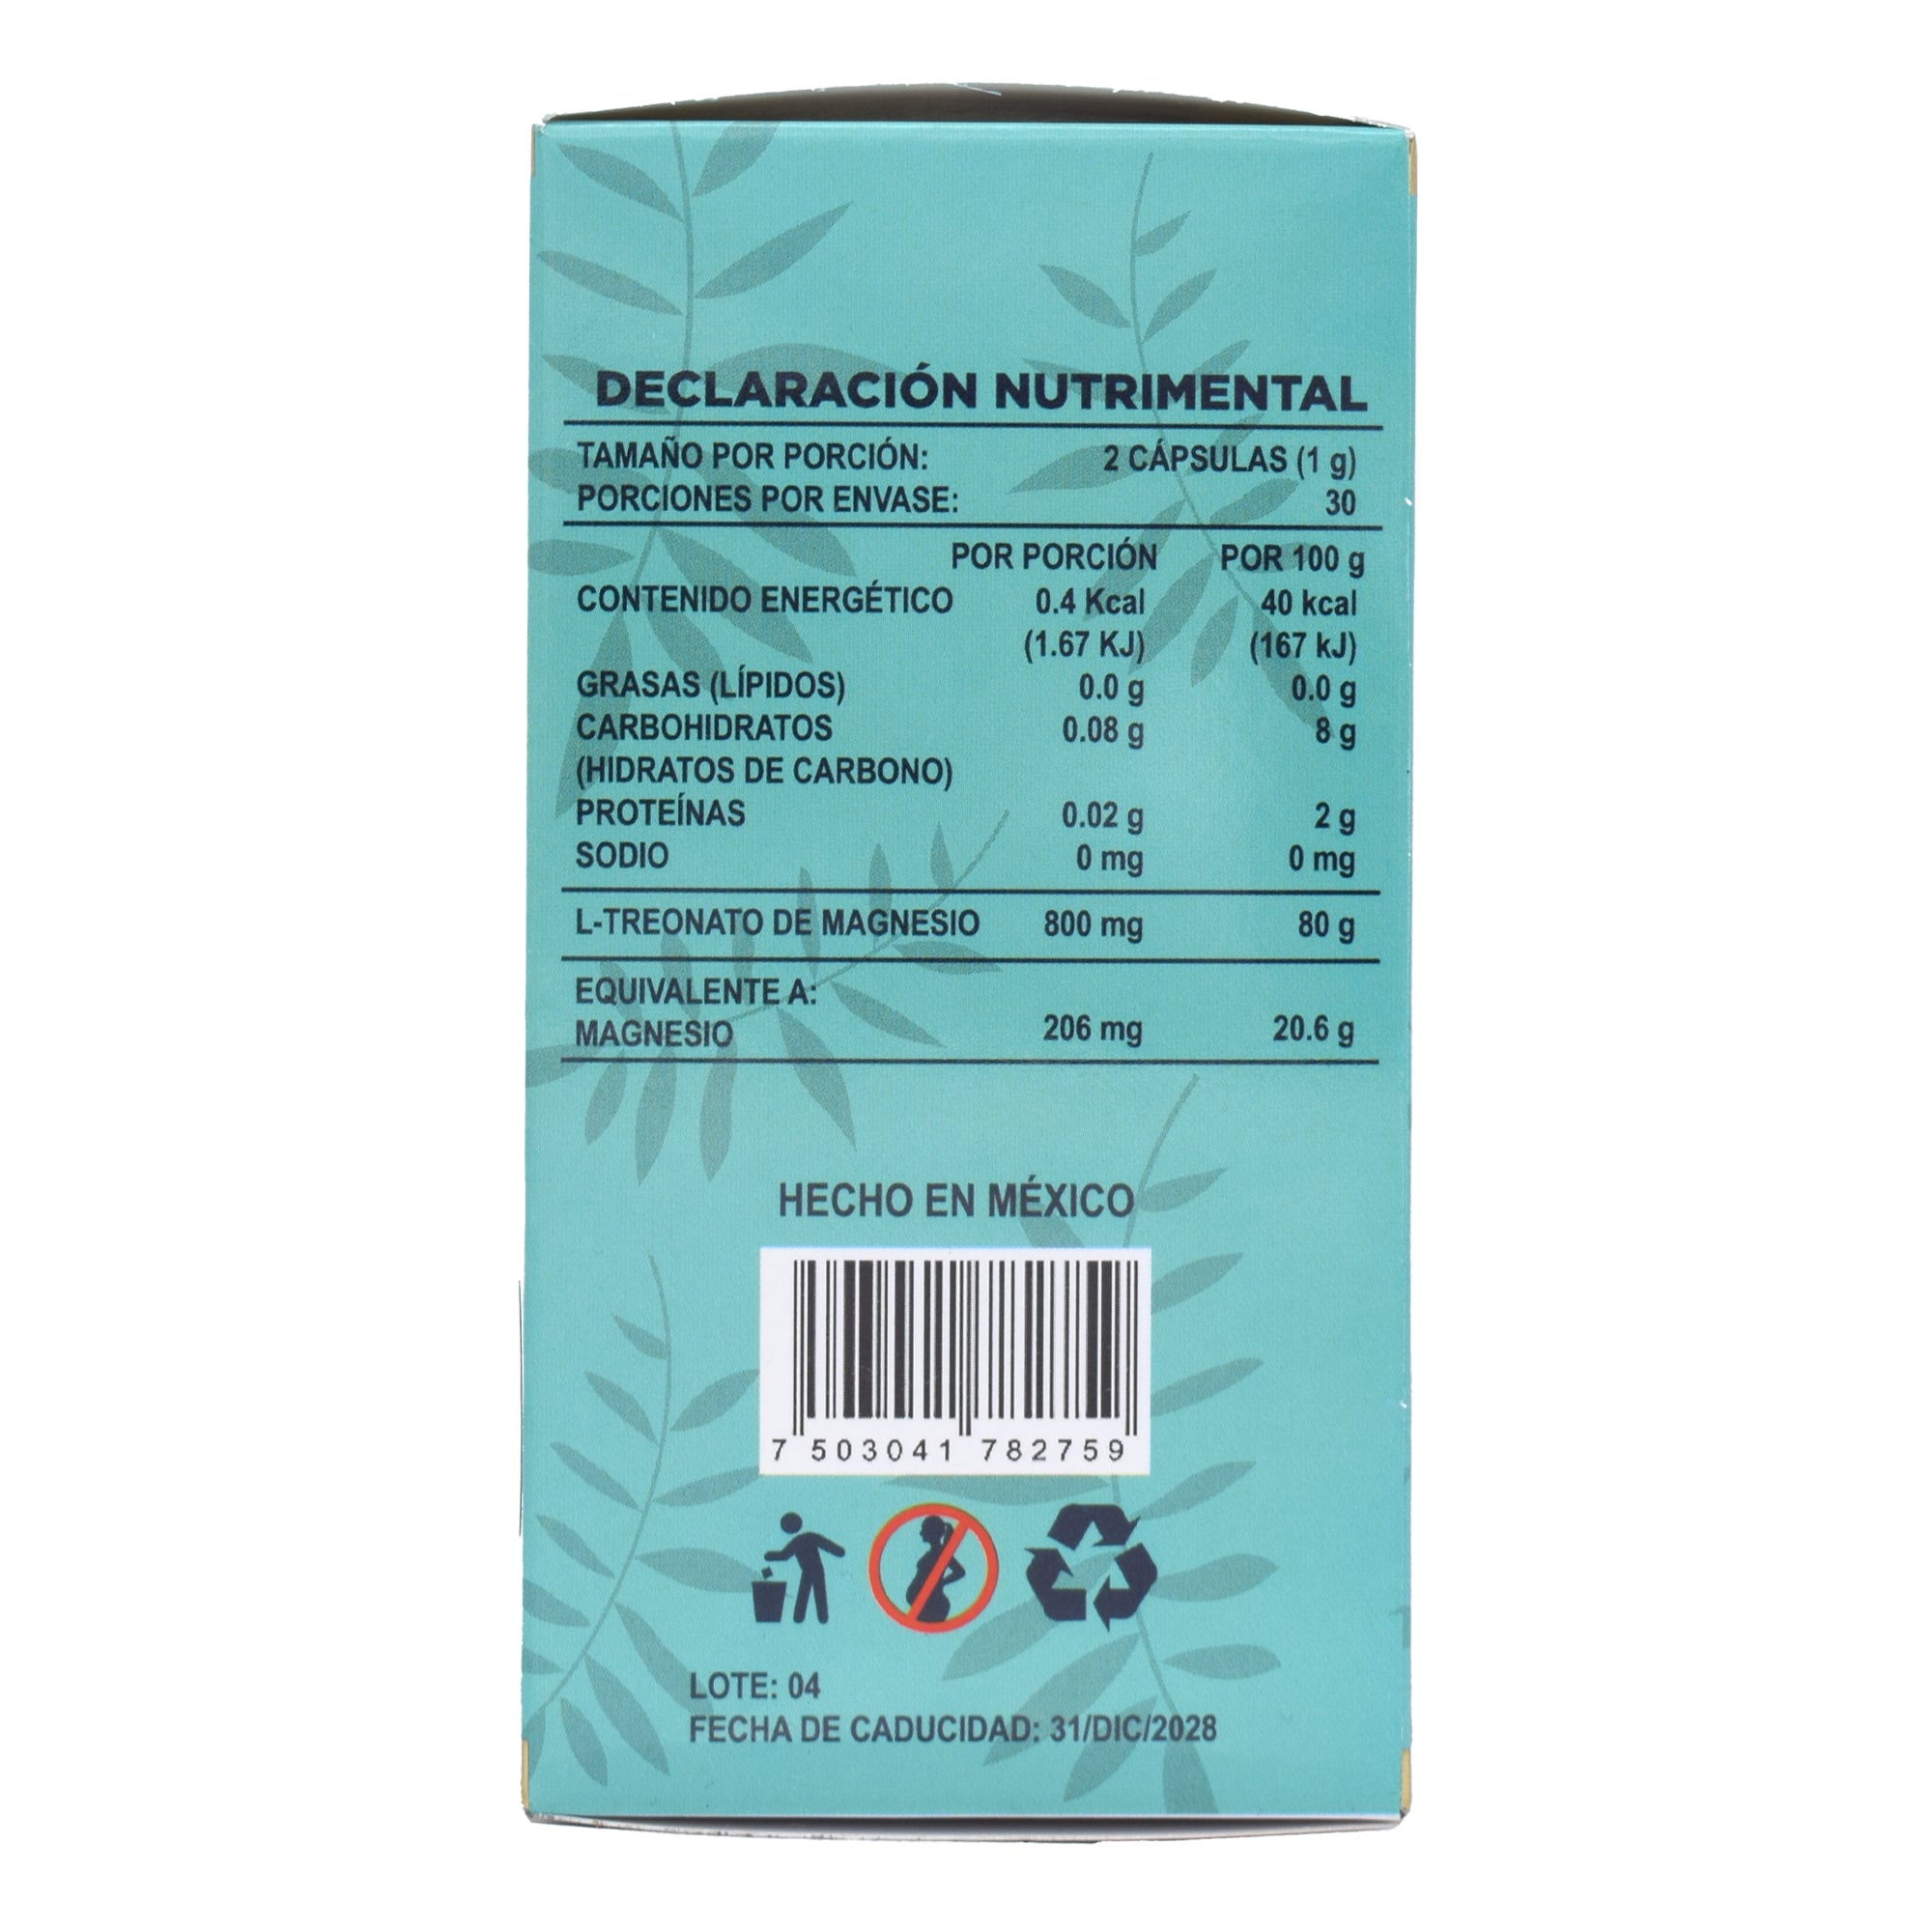 DECLARACIÓN NUTRIMENTAL
TAMAÑO POR PORCIÓN: 2 CÁPSULAS (1 g)
PORCIONES POR ENVASE: 30
POR PORCIÓN POR 100 g
CONTENIDO ENERGÉTICO 0.4 Kcal 40 kcal
(1.67 KJ) (167 kJ)
GRASAS (LÍPIDOS) 0.0 g 0.0 g
CARBOHIDRATOS 0.08 g 8 g
(HIDRATOS DE CARBONO)
PROTEÍNAS 0.02 g 2 g
SODIO 0 mg 0 mg
L-TREONATO DE MAGNESIO 800 mg 80 g
EQUIVALENTE A:
MAGNESIO 206 mg 20.6 g
HECHO EN MÉXICO
7 503041 782759
LOTE: 04
FECHA DE CADUCIDAD: 31/DIC/2028